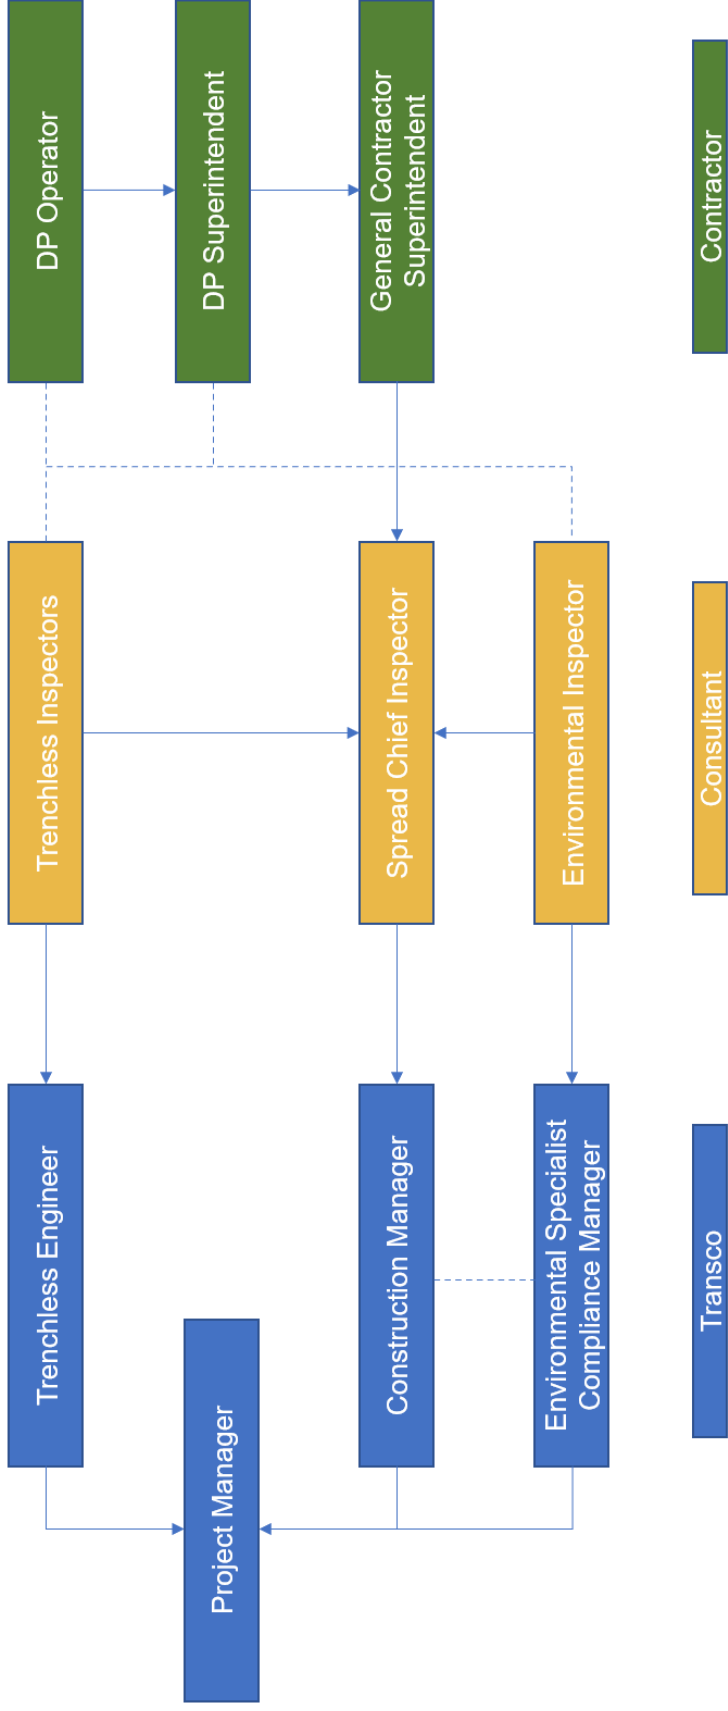 Trenchless Engineer
Trenchless Inspectors
DP Operator
Project Manager
DP Superintendent
Construction Manager
Spread Chief Inspector
General Contractor
Superintendent
Environmental Specialist
Compliance Manager
Environmental Inspector
Transco
Consultant
Contractor